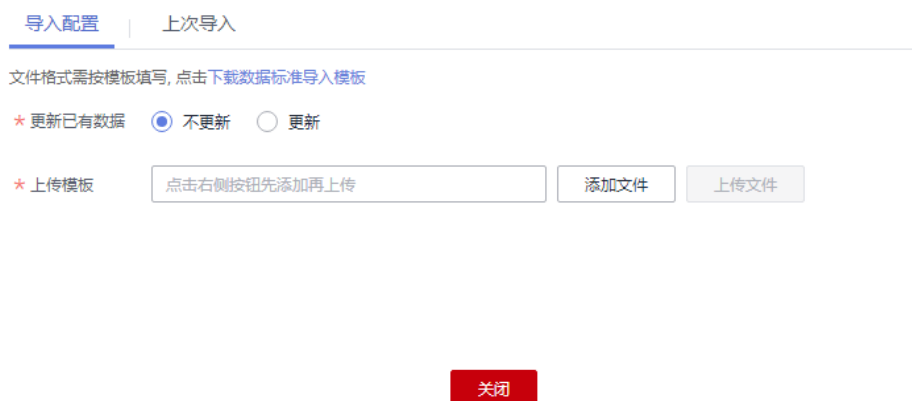 导入配置 上次导入
文件格式需按模板填写, 点击下载数据标准导入模板
* 更新已有数据 不更新 更新
* 上传模板 点击右侧按钮先添加再上传 添加文件 上传文件
关闭